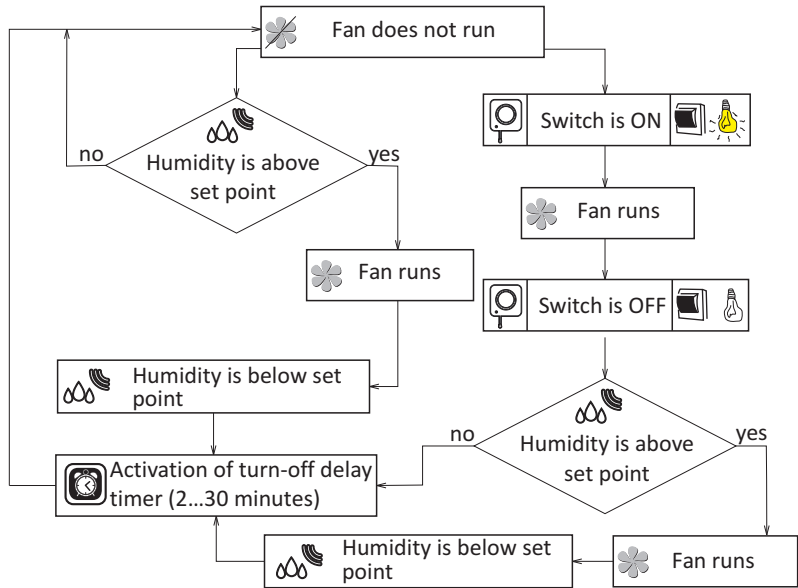 Fan does not run
Switch is ON
Humidity is above
set point
no
yes
Fan runs
Fan runs
Switch is OFF
Humidity is below set
point
Humidity is above
set point
no
yes
Activation of turn-off delay
timer (2...30 minutes)
Humidity is below set
point
Fan runs